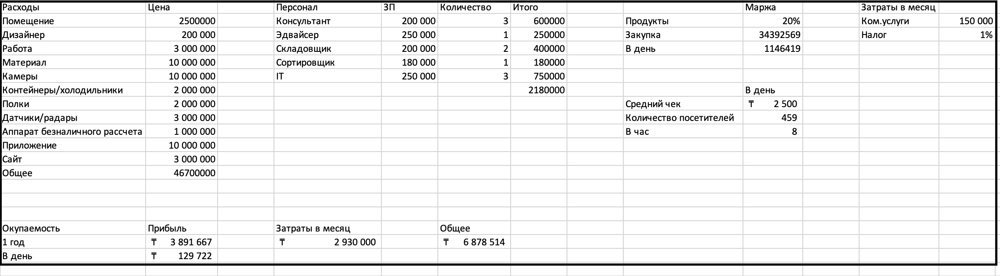 Расходы Цена Персонал ЗП Количество Итого Маржа Затраты в месяц
Помещение 2500000 Консультант 200 000 3 600000 Продукты 20% Ком.услуги 150 000
Дизайнер 200 000 Эдвайсер 250 000 1 250000 Закупка 34392569 Налог 1%
Работа 3 000 000 Складовщик 200 000 2 400000 В день 1146419
Материал 10 000 000 Сортировщик 180 000 1 180000
Камеры 10 000 000 IT 250 000 3 750000
Контейнеры/холодильники 2 000 000 2180000 В день
Полки 2 000 000 Средний чек ₸ 2 500
Датчики/радары 3 000 000 Количество посетителей 459
Аппарат безналичного рассчета 1 000 000 В час 8
Приложение 10 000 000
Сайт 3 000 000
Общее 46700000
Окупаемость Прибыль Затраты в месяц Общее
1 год ₸ 3 891 667 ₸ 2 930 000 ₸ 6 878 514
В день ₸ 129 722